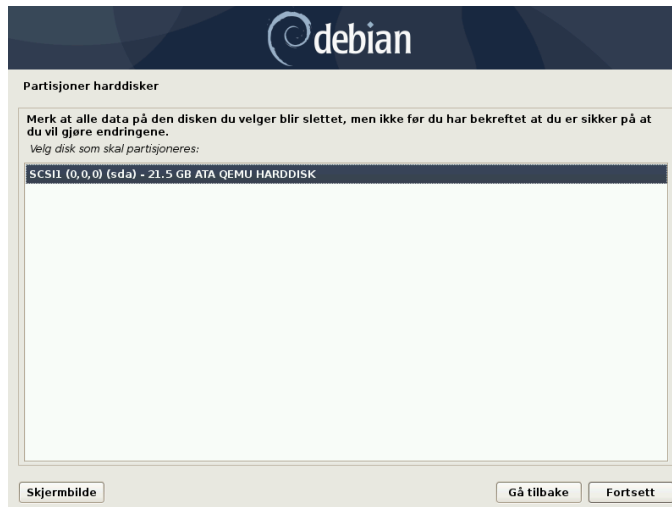 debian
Partisjoner harddisker
Merk at alle data på den disken du velger blir slettet, men ikke før du har bekreftet at du er sikker på at
du vil gjøre endringene.
Velg disk som skal partisjoneres:
SCSI1 (0,0,0) (sda) - 21.5 GB ATA QEMU HARDDISK
Skjermbilde
Gå tilbake
Fortsett